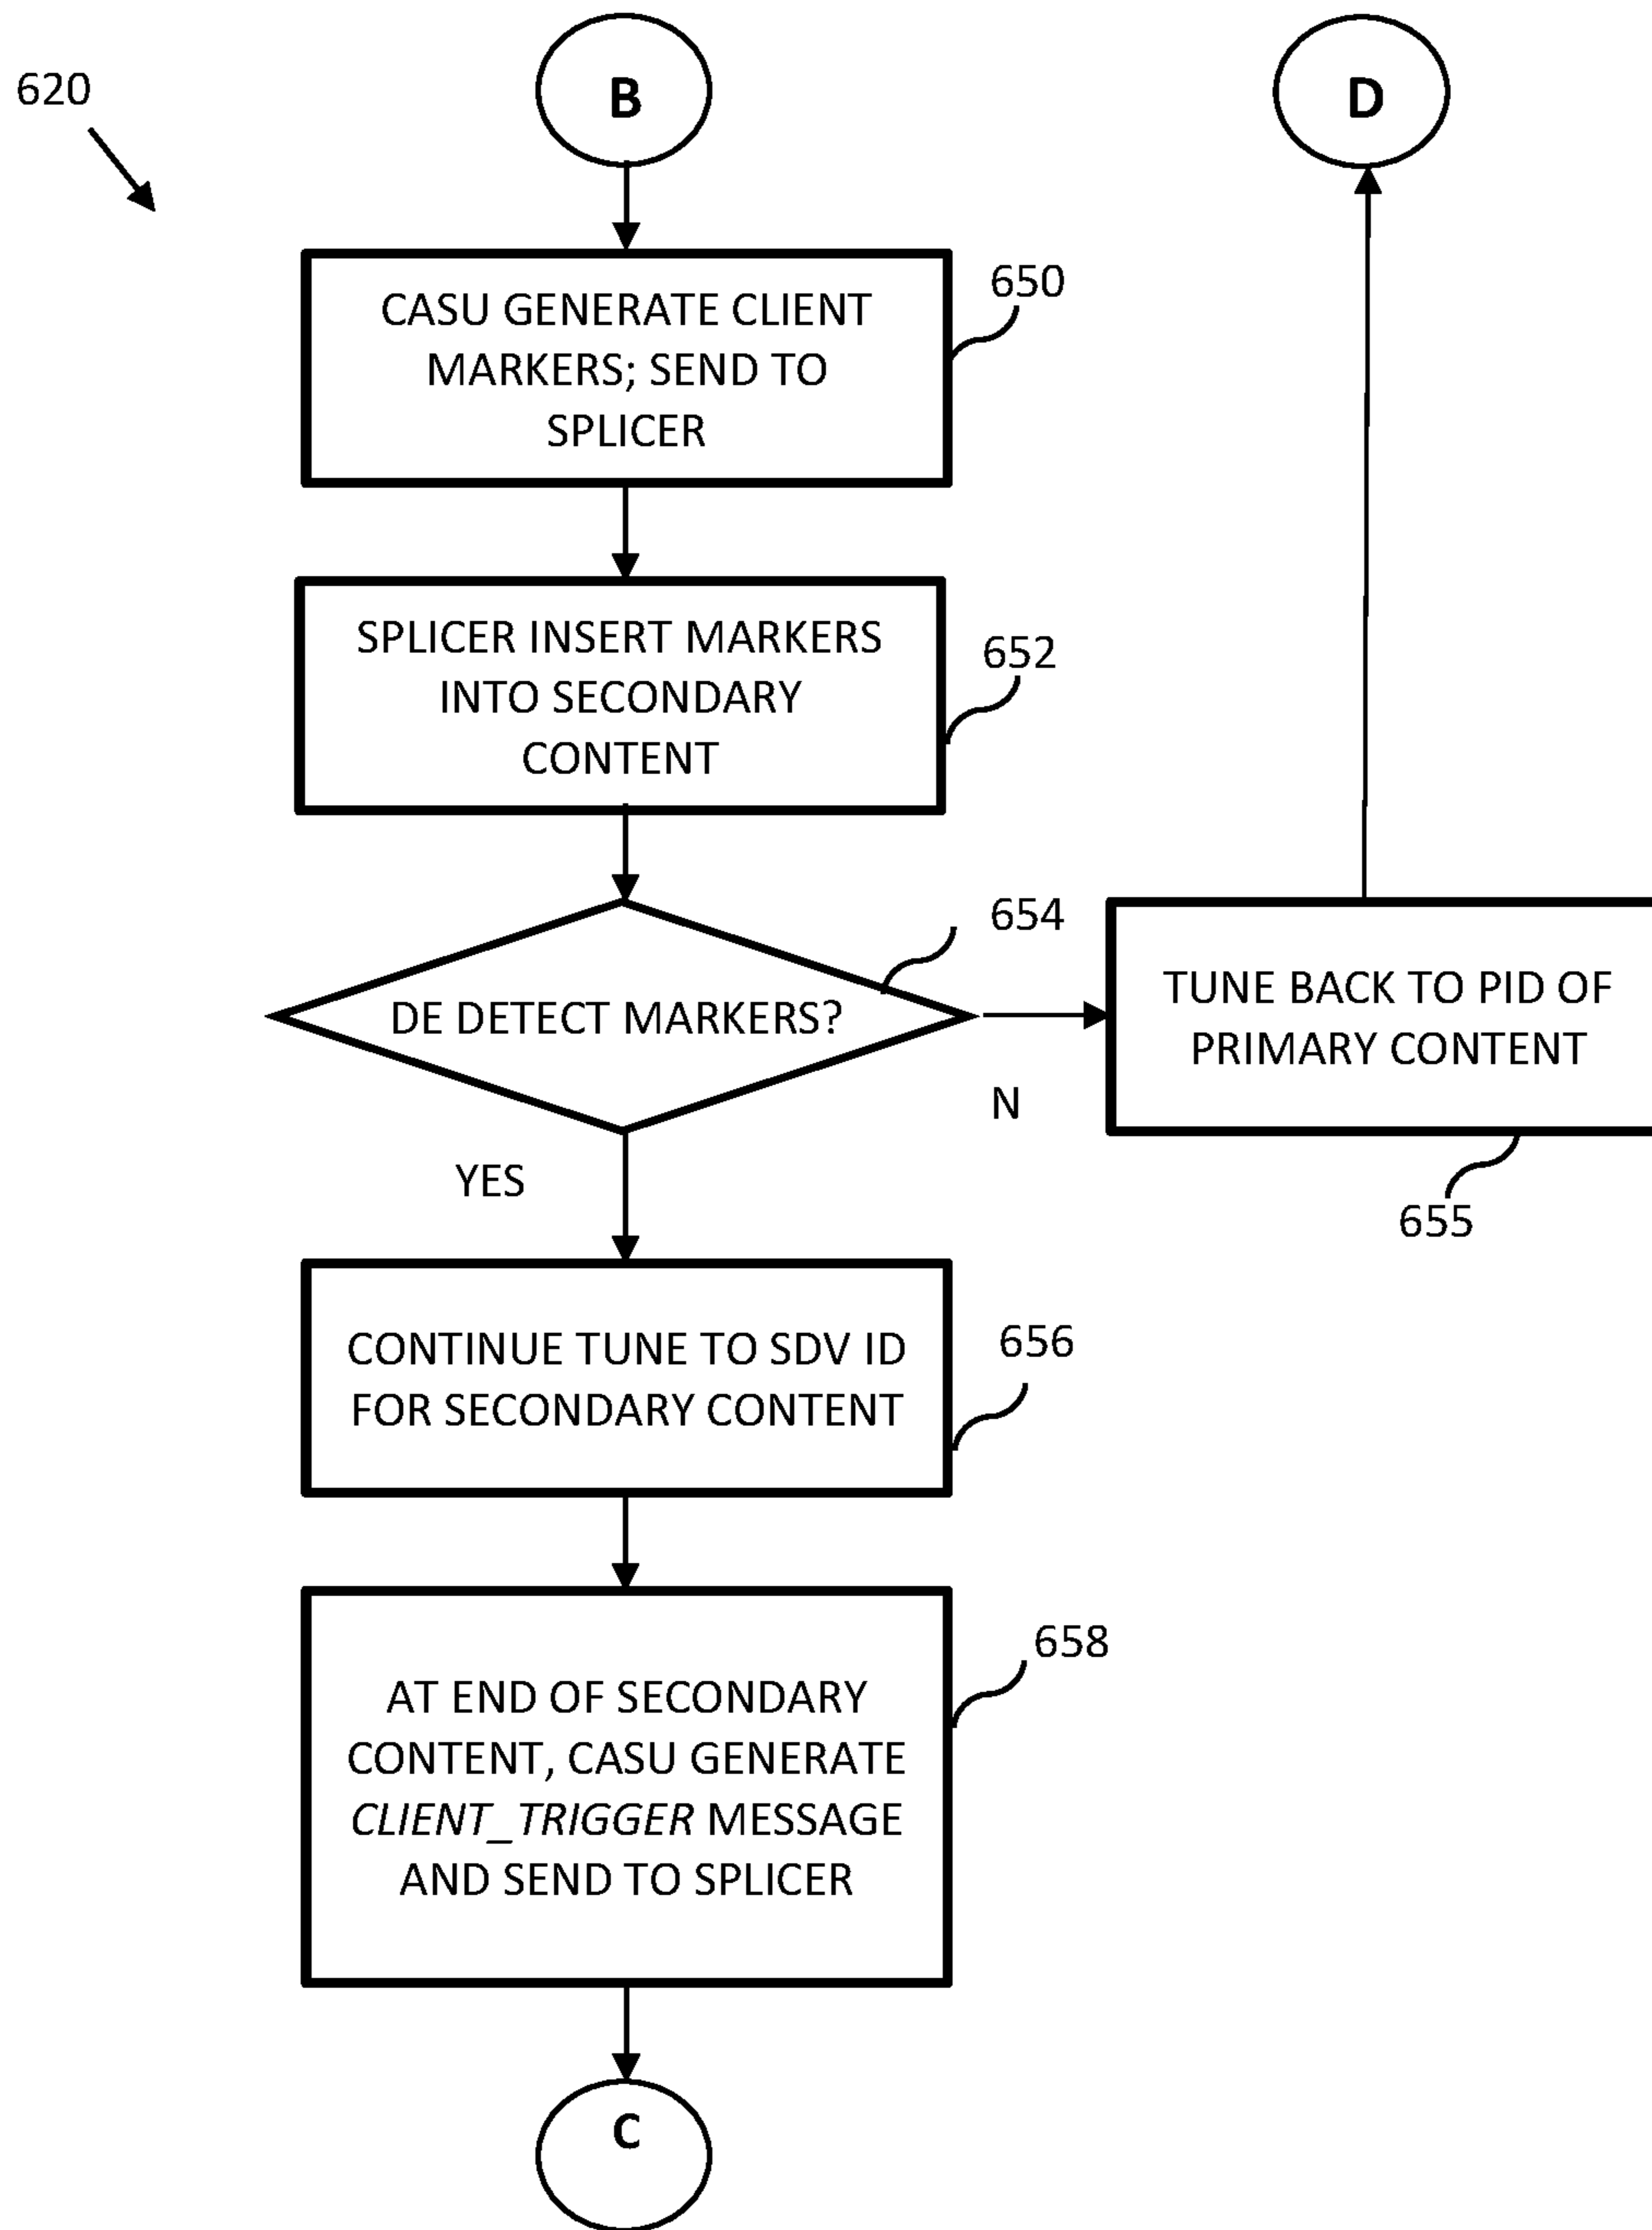 620
B
D
CASU GENERATE CLIENT
MARKERS; SEND TO
SPLICER
650
SPLICER INSERT MARKERS
INTO SECONDARY
CONTENT
652
DE DETECT MARKERS?
654
N
TUNE BACK TO PID OF
PRIMARY CONTENT
655
YES
CONTINUE TUNE TO SDV ID
FOR SECONDARY CONTENT
656
AT END OF SECONDARY
CONTENT, CASU GENERATE
CLIENT_TRIGGER MESSAGE
AND SEND TO SPLICER
658
C